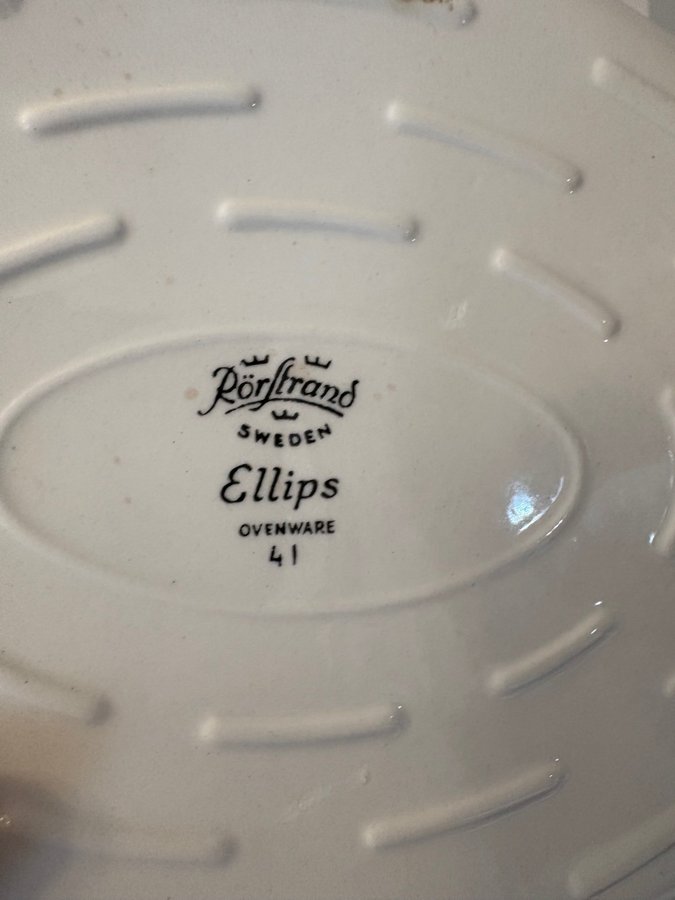 Rörstrand
SWEDEN
Ellips
OVENWARE
41